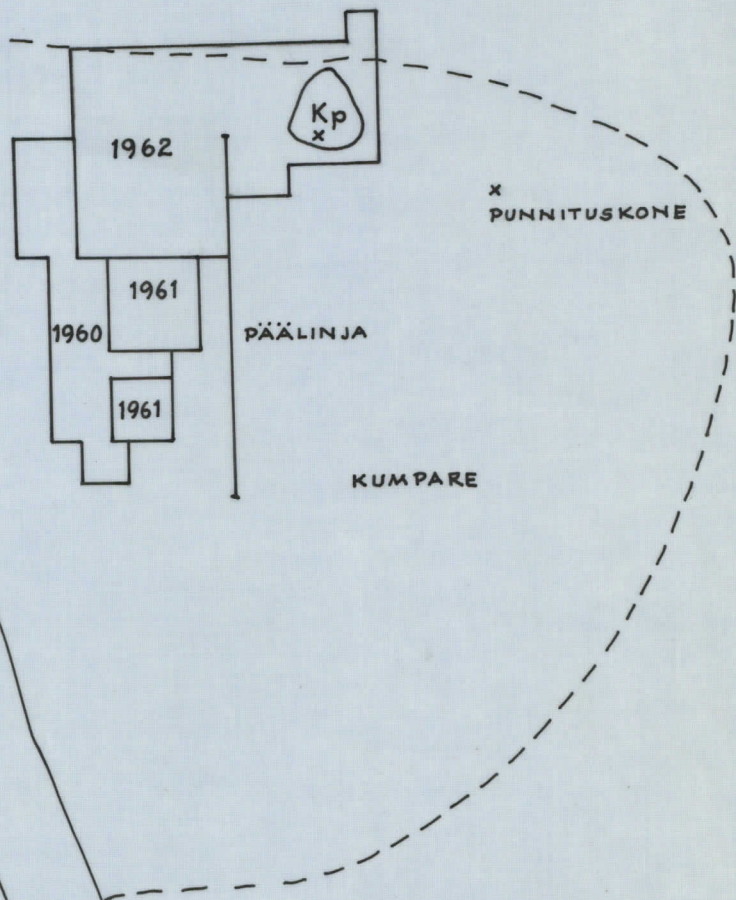 Kp
x
1962
x
PUNNITUSKONE
1961
1960
PÄÄLINJA
1961
KUMPARE